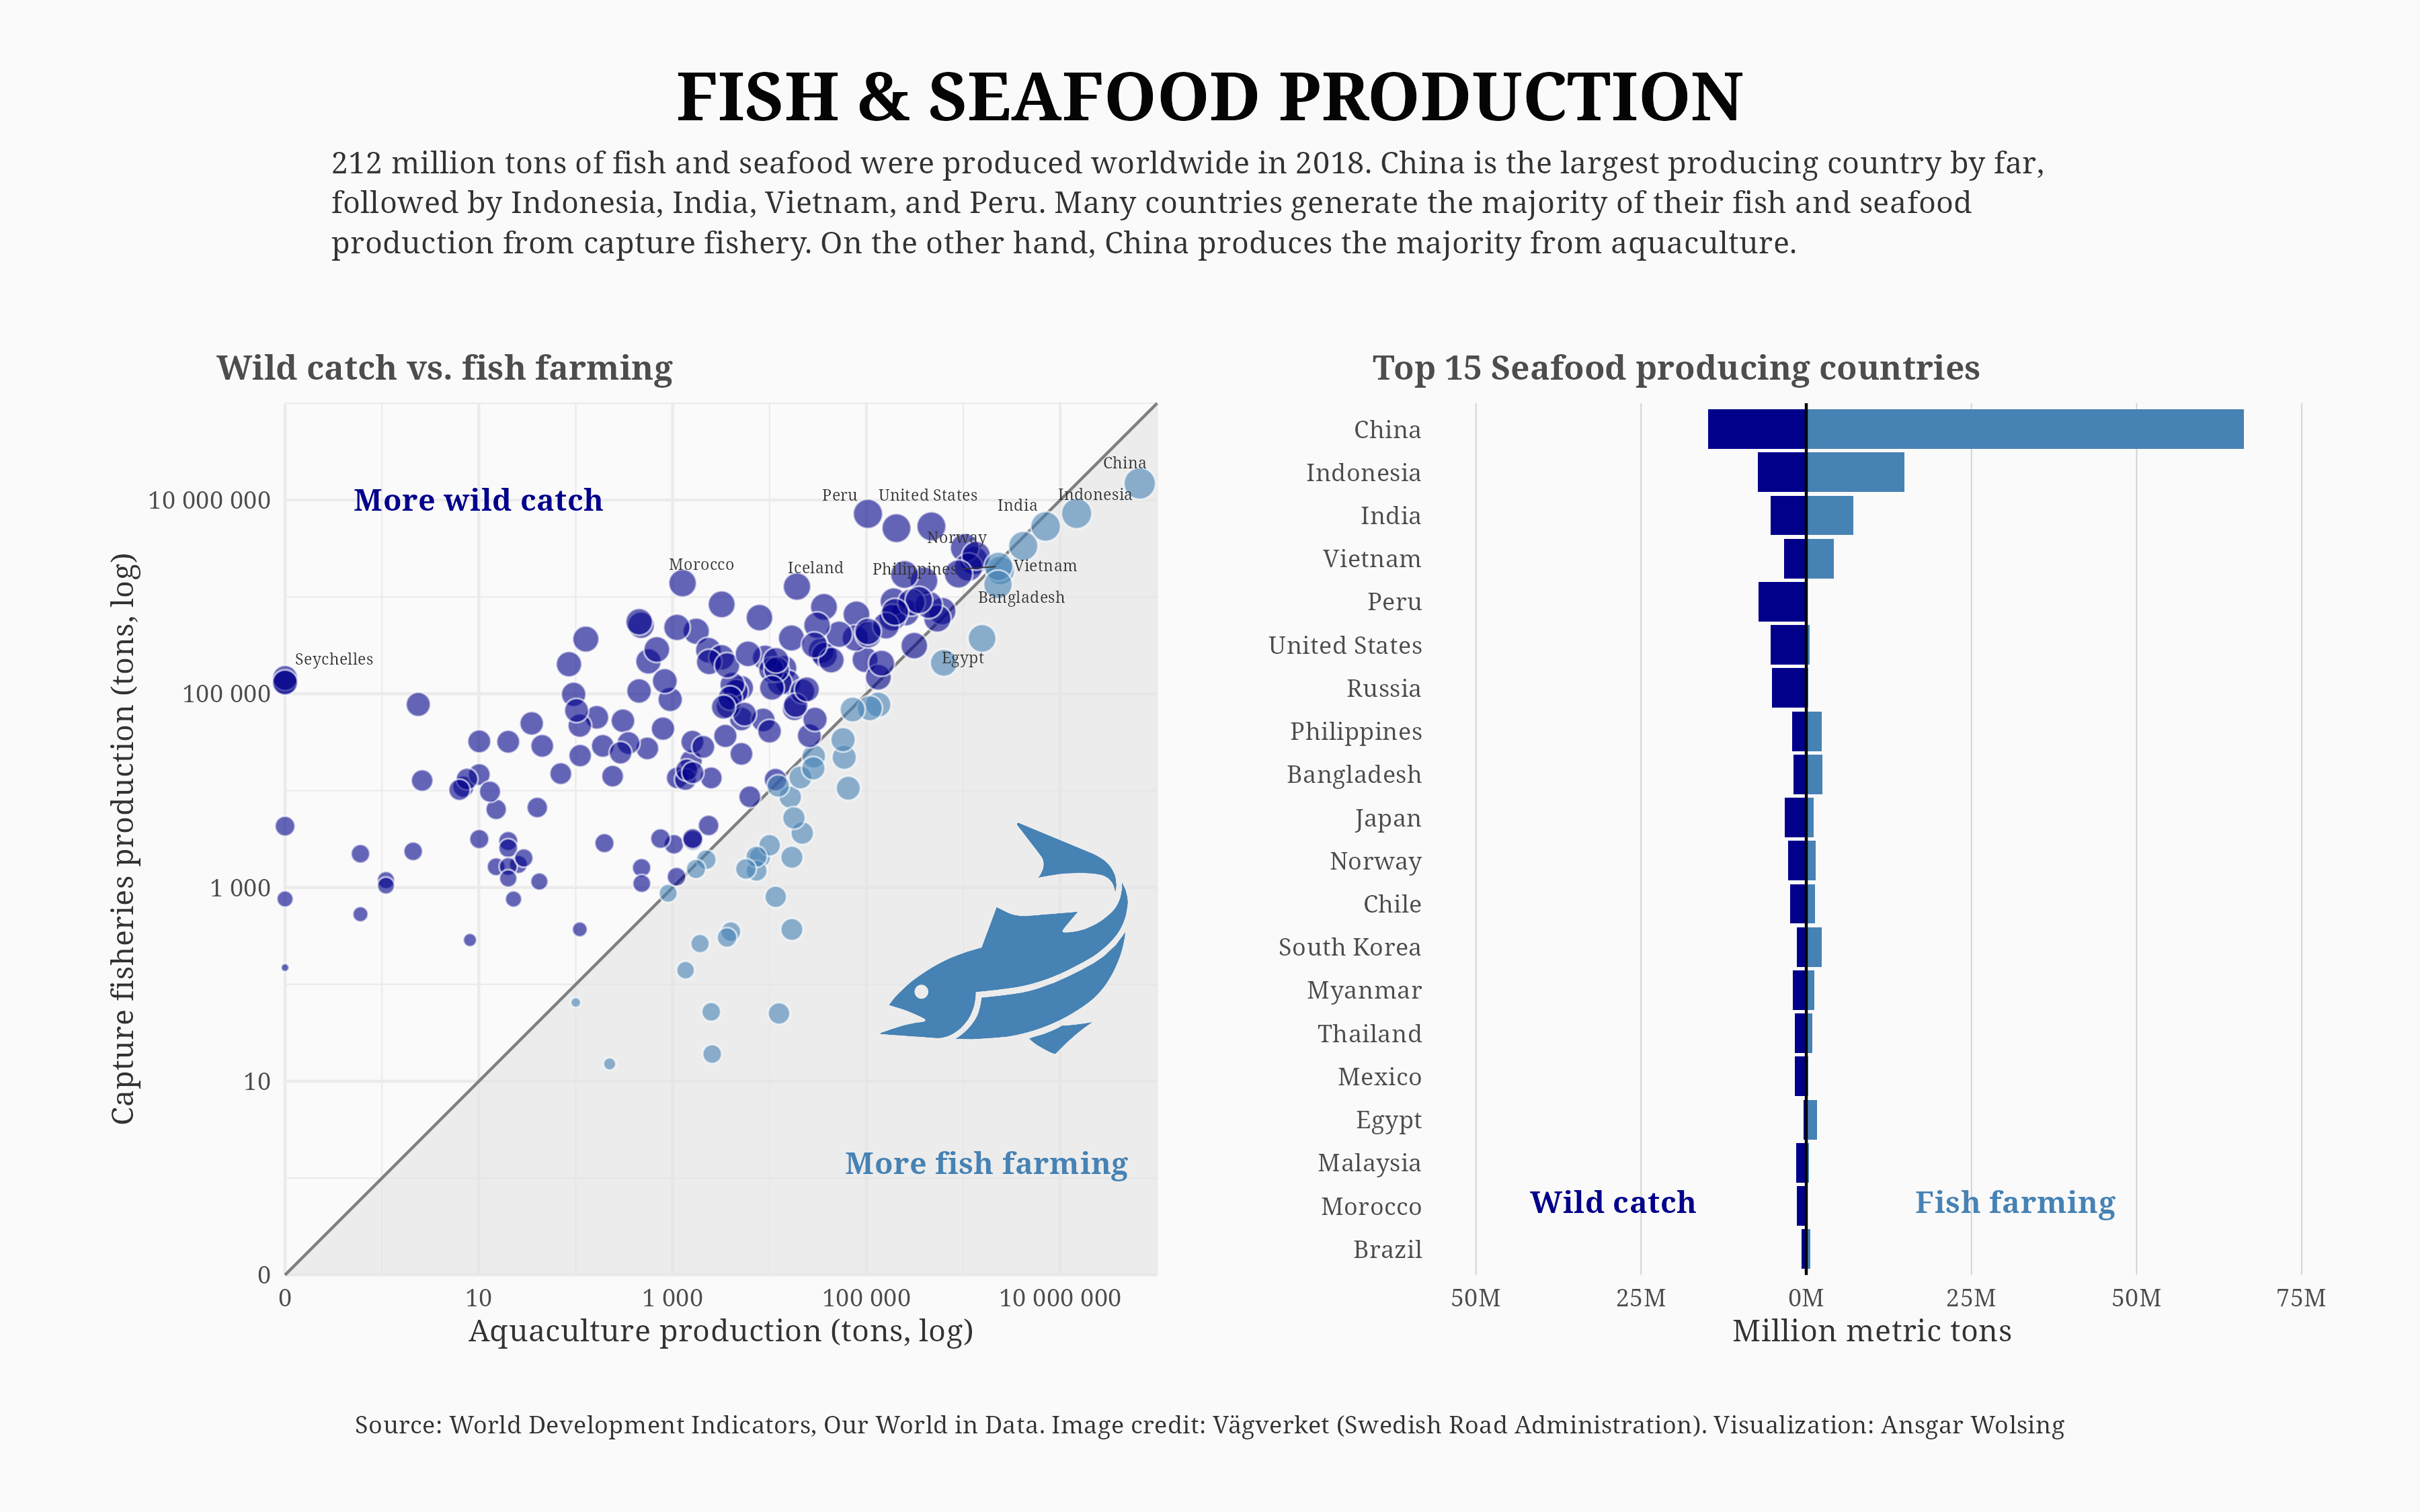 FISH & SEAFOOD PRODUCTION
212 million tons of fish and seafood were produced worldwide in 2018. China is the largest producing country by far,
followed by Indonesia, India, Vietnam, and Peru. Many countries generate the majority of their fish and seafood
production from capture fishery. On the other hand, China produces the majority from aquaculture.
Wild catch vs. fish farming
Capture fisheries production (tons, log)
10 000 000
100 000
1 000
10
0
More wild catch
China
Peru
United States
India
Indonesia
Norway
Morocco
Iceland
Philippines
Vietnam
Bangladesh
Seychelles
Egypt
More fish farming
0
10
1 000
100 000
10 000 000
Aquaculture production (tons, log)
Top 15 Seafood producing countries
China
Indonesia
India
Vietnam
Peru
United States
Russia
Philippines
Bangladesh
Japan
Norway
Chile
South Korea
Myanmar
Thailand
Mexico
Egypt
Malaysia
Morocco
Brazil
Wild catch
Fish farming
50M
25M
0M
25M
50M
75M
Million metric tons
Source: World Development Indicators, Our World in Data. Image credit: Vägverket (Swedish Road Administration). Visualization: Ansgar Wolsing